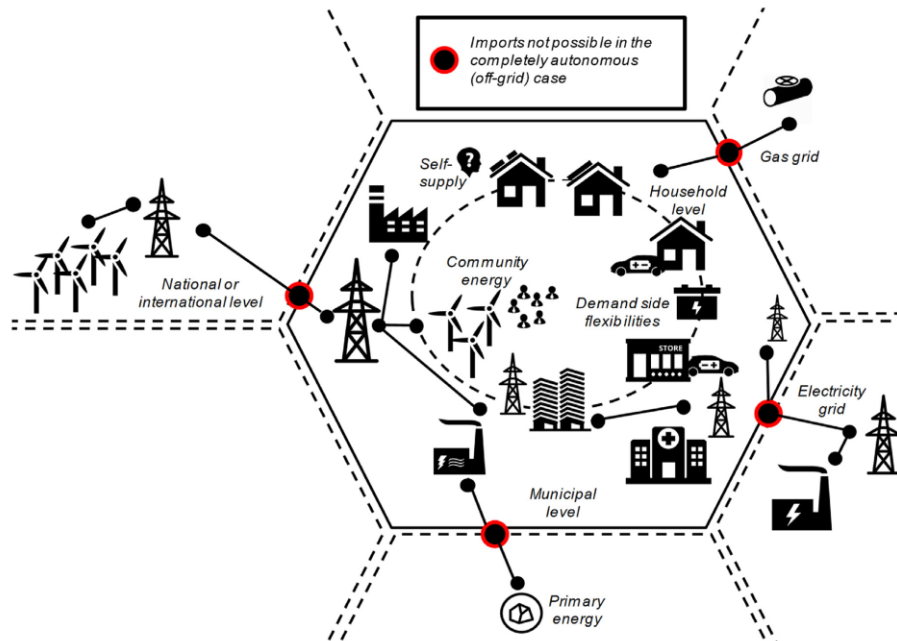 Imports not possible in the
completely autonomous
(off-grid) case
Self-
supply
Gas grid
Household
level
National or
international level
Community
energy
Demand side
flexibilities
STORE
Electricity
grid
Municipal
level
Primary
energy